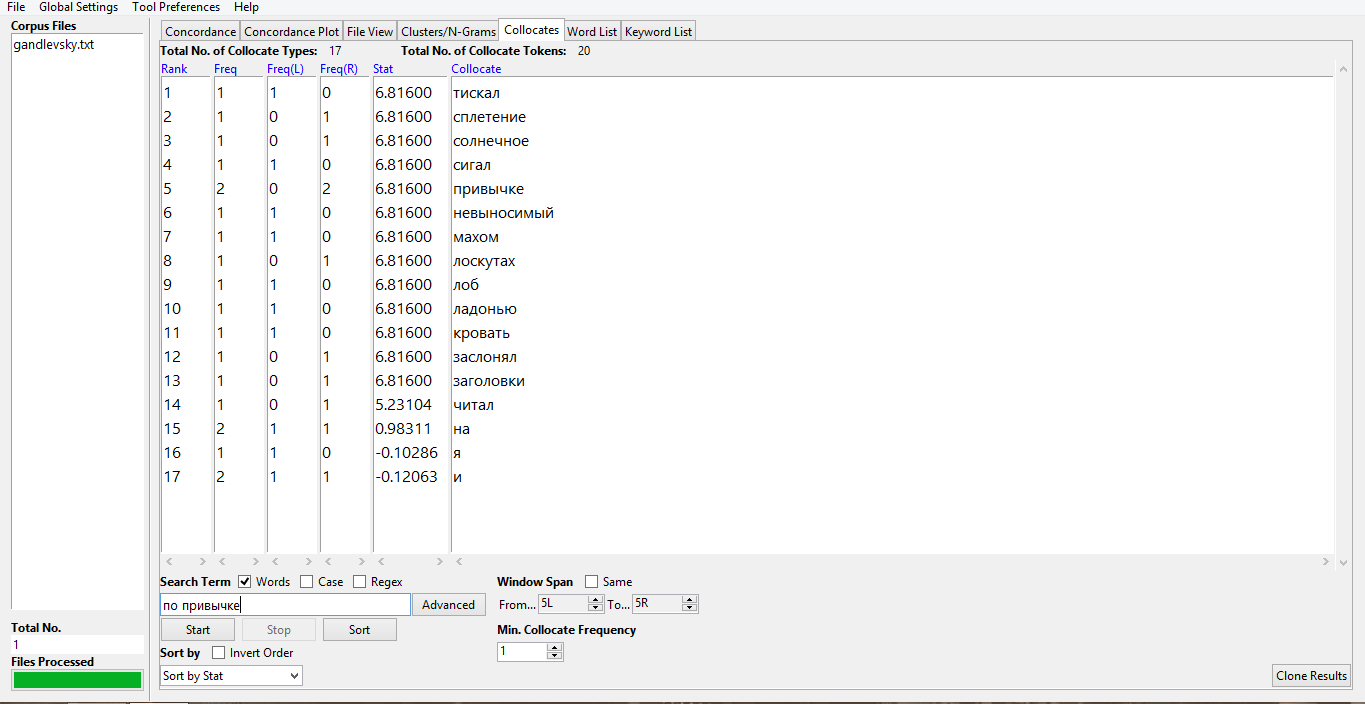 File Global Settings Tool Preferences Help
Corpus Files
gandlevsky.txt
Total No.
1
Files Processed
Concordance Concordance Plot File View Clusters/N-Grams Collocates Word List Keyword List
Total No. of Collocate Types: 17 Total No. of Collocate Tokens: 20
Rank Freq Freq(L) Freq(R) Stat Collocate
1 1 1 0 6.81600 тискал
2 1 0 1 6.81600 сплетение
3 1 0 1 6.81600 солнечное
4 1 1 0 6.81600 сигал
5 2 0 2 6.81600 привычке
6 1 1 0 6.81600 невыносимый
7 1 1 0 6.81600 махом
8 1 0 1 6.81600 лоскутах
9 1 1 0 6.81600 лоб
10 1 1 0 6.81600 ладонью
11 1 1 0 6.81600 кровать
12 1 0 1 6.81600 заслонял
13 1 0 1 6.81600 заголовки
14 1 0 1 5.23104 читал
15 2 1 1 0.98311 на
16 1 1 0 -0.10286 я
17 2 1 1 -0.12063 и
Search Term Words Case Regex
по привычке Advanced
Start Stop Sort
Sort by Invert Order
Sort by Stat
Window Span Same
From... 5L To... 5R
Min. Collocate Frequency
1
Clone Results